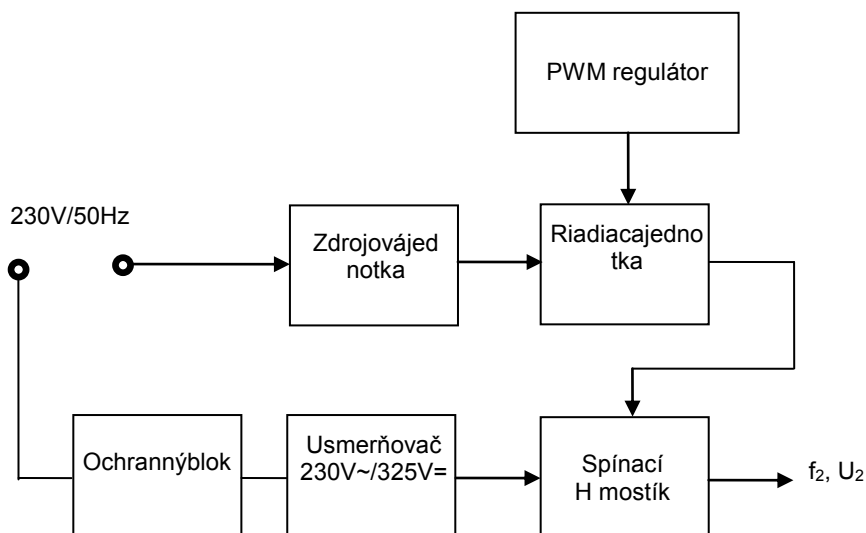 PWM regulátor
230V/50Hz
Zdrojovájed
notka
Riadiacajedno
tka
Ochrannýblok
Usmerňovač
230V~/325V=
Spínací
H mostík
f₂, U₂